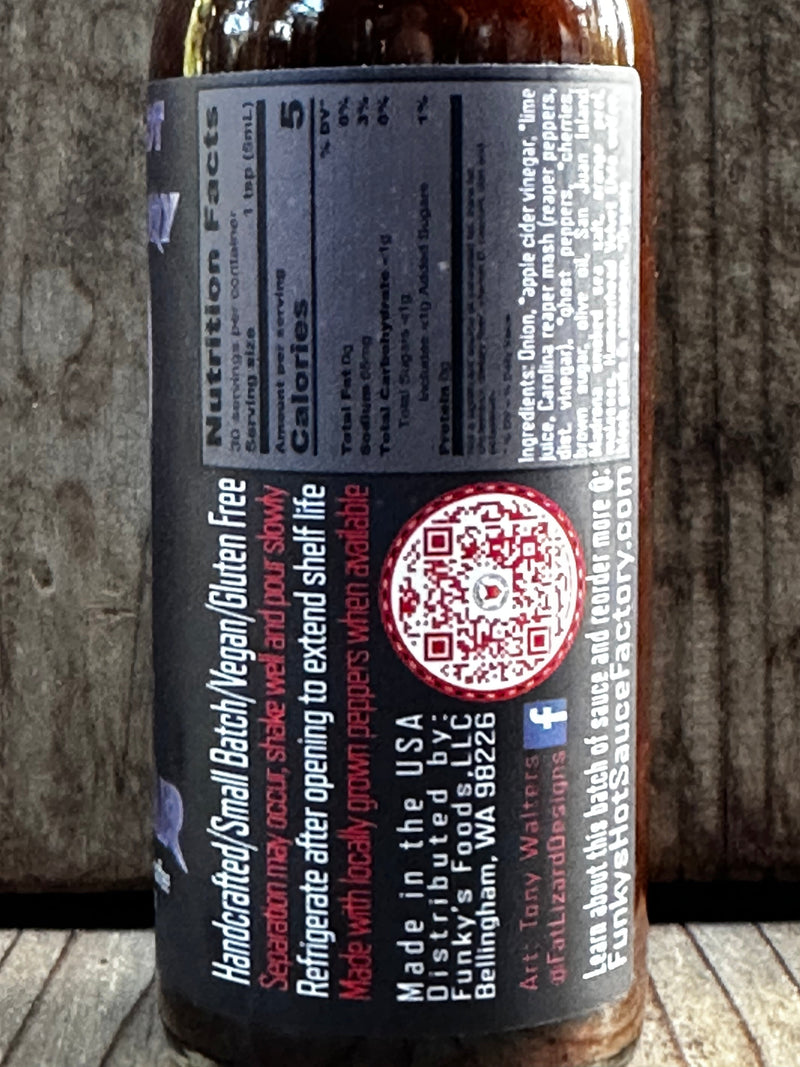 Nutrition Facts
30 servings per container
Serving size 1 tsp (5mL)
Amount per serving
Calories 5
% DV*
Total Fat 0g 0%
Sodium 65mg 3%
Total Carbohydrate <1g 0%
Total Sugars <1g
Includes <1g Added Sugars 1%
Protein 0g
Ingredients: Onion, *apple cider vinegar, *lime
juice, Carolina reaper mash (reaper peppers,
dist. vinegar), *ghost peppers, *cherries,
brown sugar, olive oil, San Juan Island
Madrona smoked sea salt, orange peel,
Handcrafted/Small Batch/Vegan/Gluten Free
Separation may occur, shake well and pour slowly
Refrigerate after opening to extend shelf life
Made with locally grown peppers when available
Made in the USA
Distributed by:
Funky's Foods, LLC
Bellingham, WA 98226
Art: Tony Walters
@FatLizardDesigns f
Learn about this batch of sauce and reorder more @:
FunkysHotSauceFactory.com